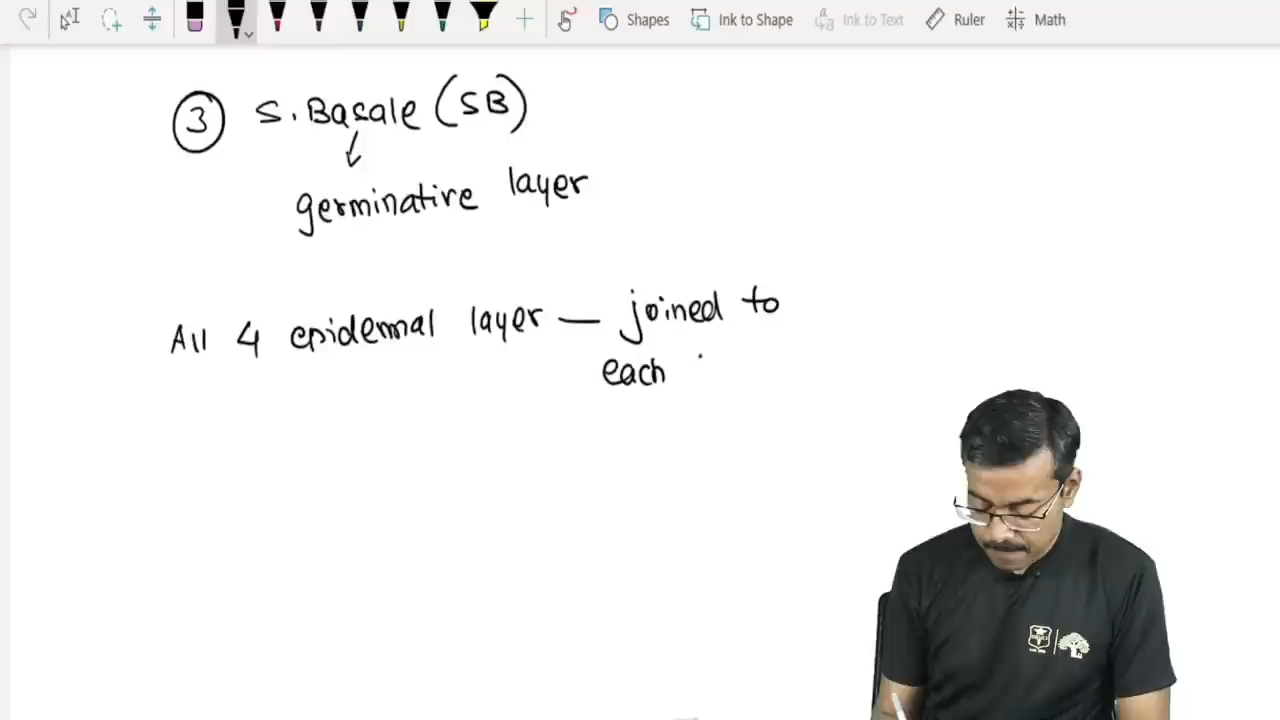 Shapes Ink to Shape Ink to Text Ruler Math
3 S. Basale (SB)
germinative layer
All 4 epidermal layer — joined to
each